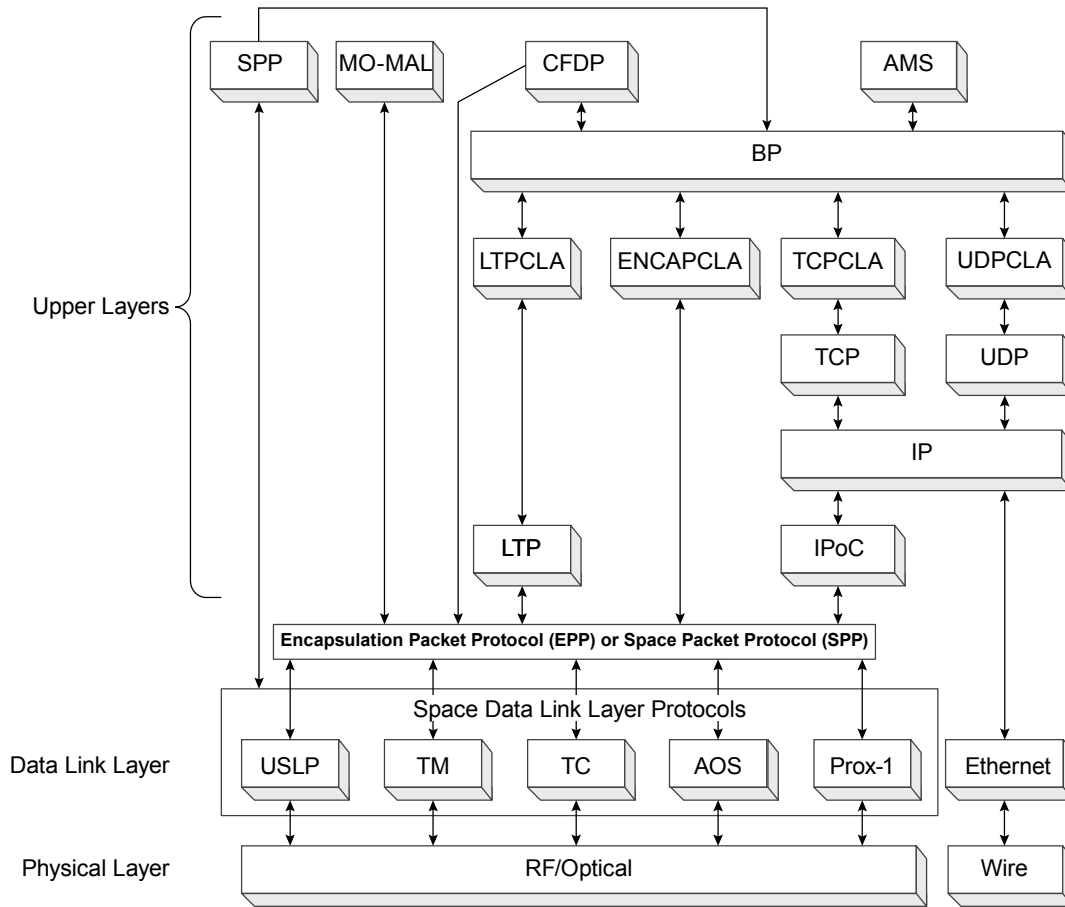 SPP
MO-MAL
CFDP
AMS
BP
LTPCLA
ENCAPCLA
TCPCLA
UDPCLA
Upper Layers
TCP
UDP
IP
LTP
IPoC
Encapsulation Packet Protocol (EPP) or Space Packet Protocol (SPP)
Space Data Link Layer Protocols
Data Link Layer
USLP
TM
TC
AOS
Prox-1
Ethernet
Physical Layer
RF/Optical
Wire